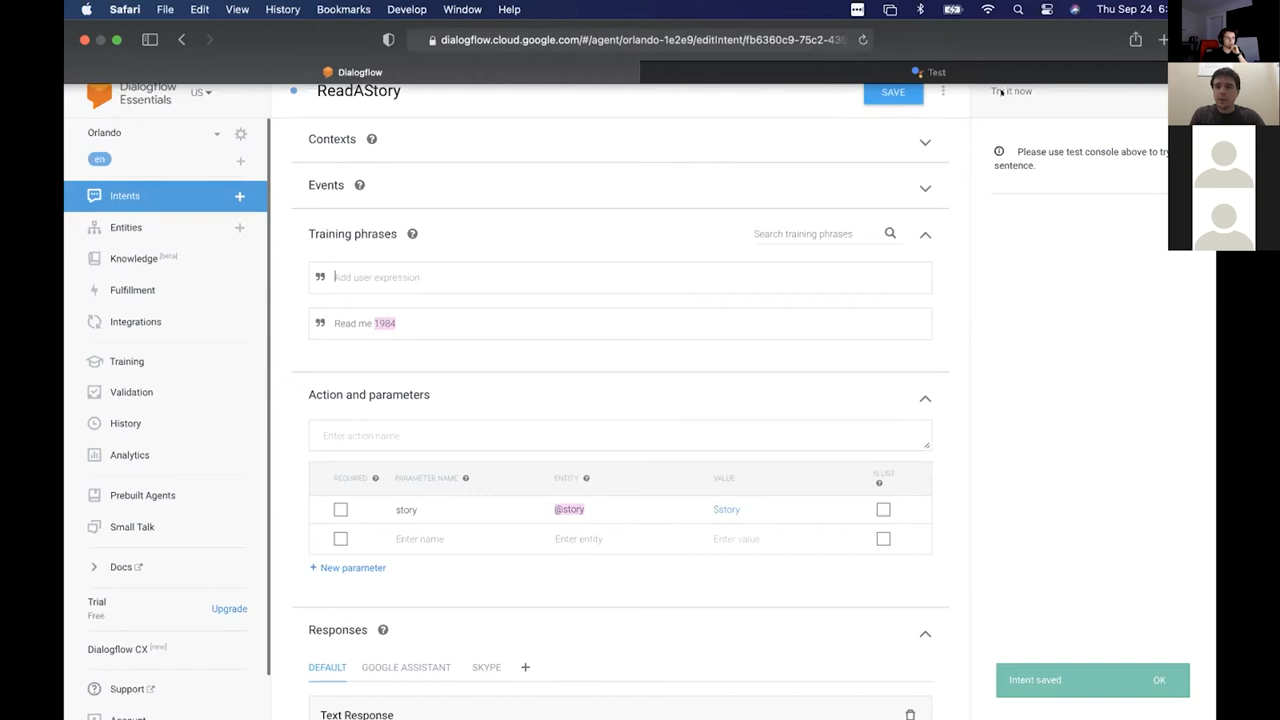 Safari File Edit View History Bookmarks Develop Window Help
Thu Sep 24 6:
dialogflow.cloud.google.com/#/agent/orlando-1e2e9/editIntent/fb6360c9-75c2-439
Dialogflow
Test
Dialogflow
Essentials
US
ReadAStory
SAVE
Try it now
Orlando
en
Intents
Entities
Knowledge [beta]
Fulfillment
Integrations
Training
Validation
History
Analytics
Prebuilt Agents
Small Talk
Docs
Trial
Free
Upgrade
Dialogflow CX [new]
Support
Account
Contexts
Events
Training phrases
Search training phrases
Add user expression
Read me 1984
Action and parameters
Enter action name
REQUIRED PARAMETER NAME ENTITY VALUE IS LIST
story @story $story
Enter name Enter entity Enter value
+ New parameter
Responses
DEFAULT GOOGLE ASSISTANT SKYPE
Text Response
Please use test console above to try
sentence.
Intent saved OK